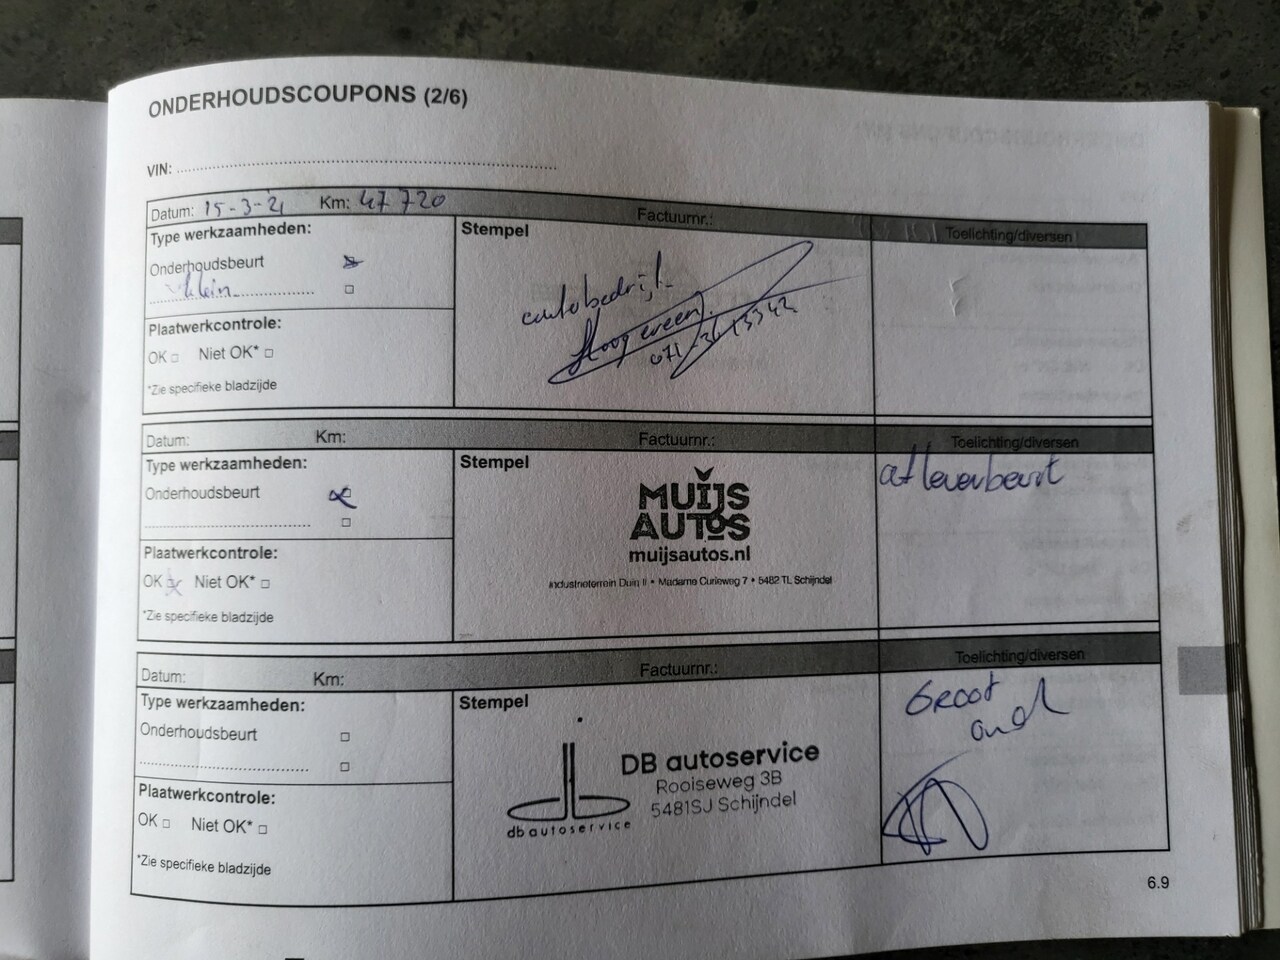 ONDERHOUDSCOUPONS (2/6)
VIN: ..........................................................................
Datum: 15-3-21 Km: 47 720 Factuurnr.: Toelichting/diversen
Type werkzaamheden: Stempel
Onderhoudsbeurt
klein
autobedrijf
Hoogeveen
Plaatwerkcontrole:
OK □ Niet OK* □
*Zie specifieke bladzijde
Datum: Km: Factuurnr.: Toelichting/diversen
Type werkzaamheden: Stempel
afleverbeurt
Onderhoudsbeurt
MUIJS
AUTOS
muijsautos.nl
Industrieterrein Duin II • Madame Curieweg 7 • 5482 TL Schijndel
Plaatwerkcontrole:
OK Niet OK* □
*Zie specifieke bladzijde
Datum: Km: Factuurnr.: Toelichting/diversen
Type werkzaamheden: Stempel
Groot
ond
Onderhoudsbeurt □
DB autoservice
Rooiseweg 3B
5481SJ Schijndel
db autoservice
Plaatwerkcontrole:
OK □ Niet OK* □
*Zie specifieke bladzijde
6.9